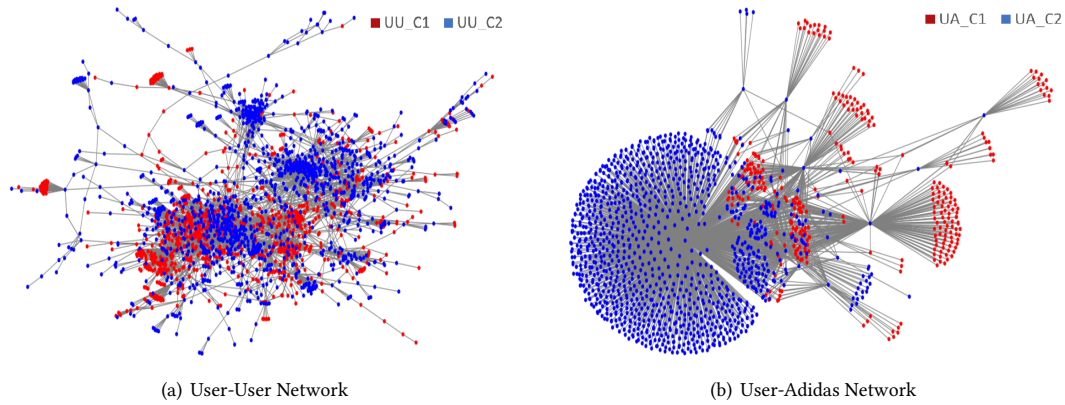 UU_C1 UU_C2
UA_C1 UA_C2
(a) User-User Network
(b) User-Adidas Network